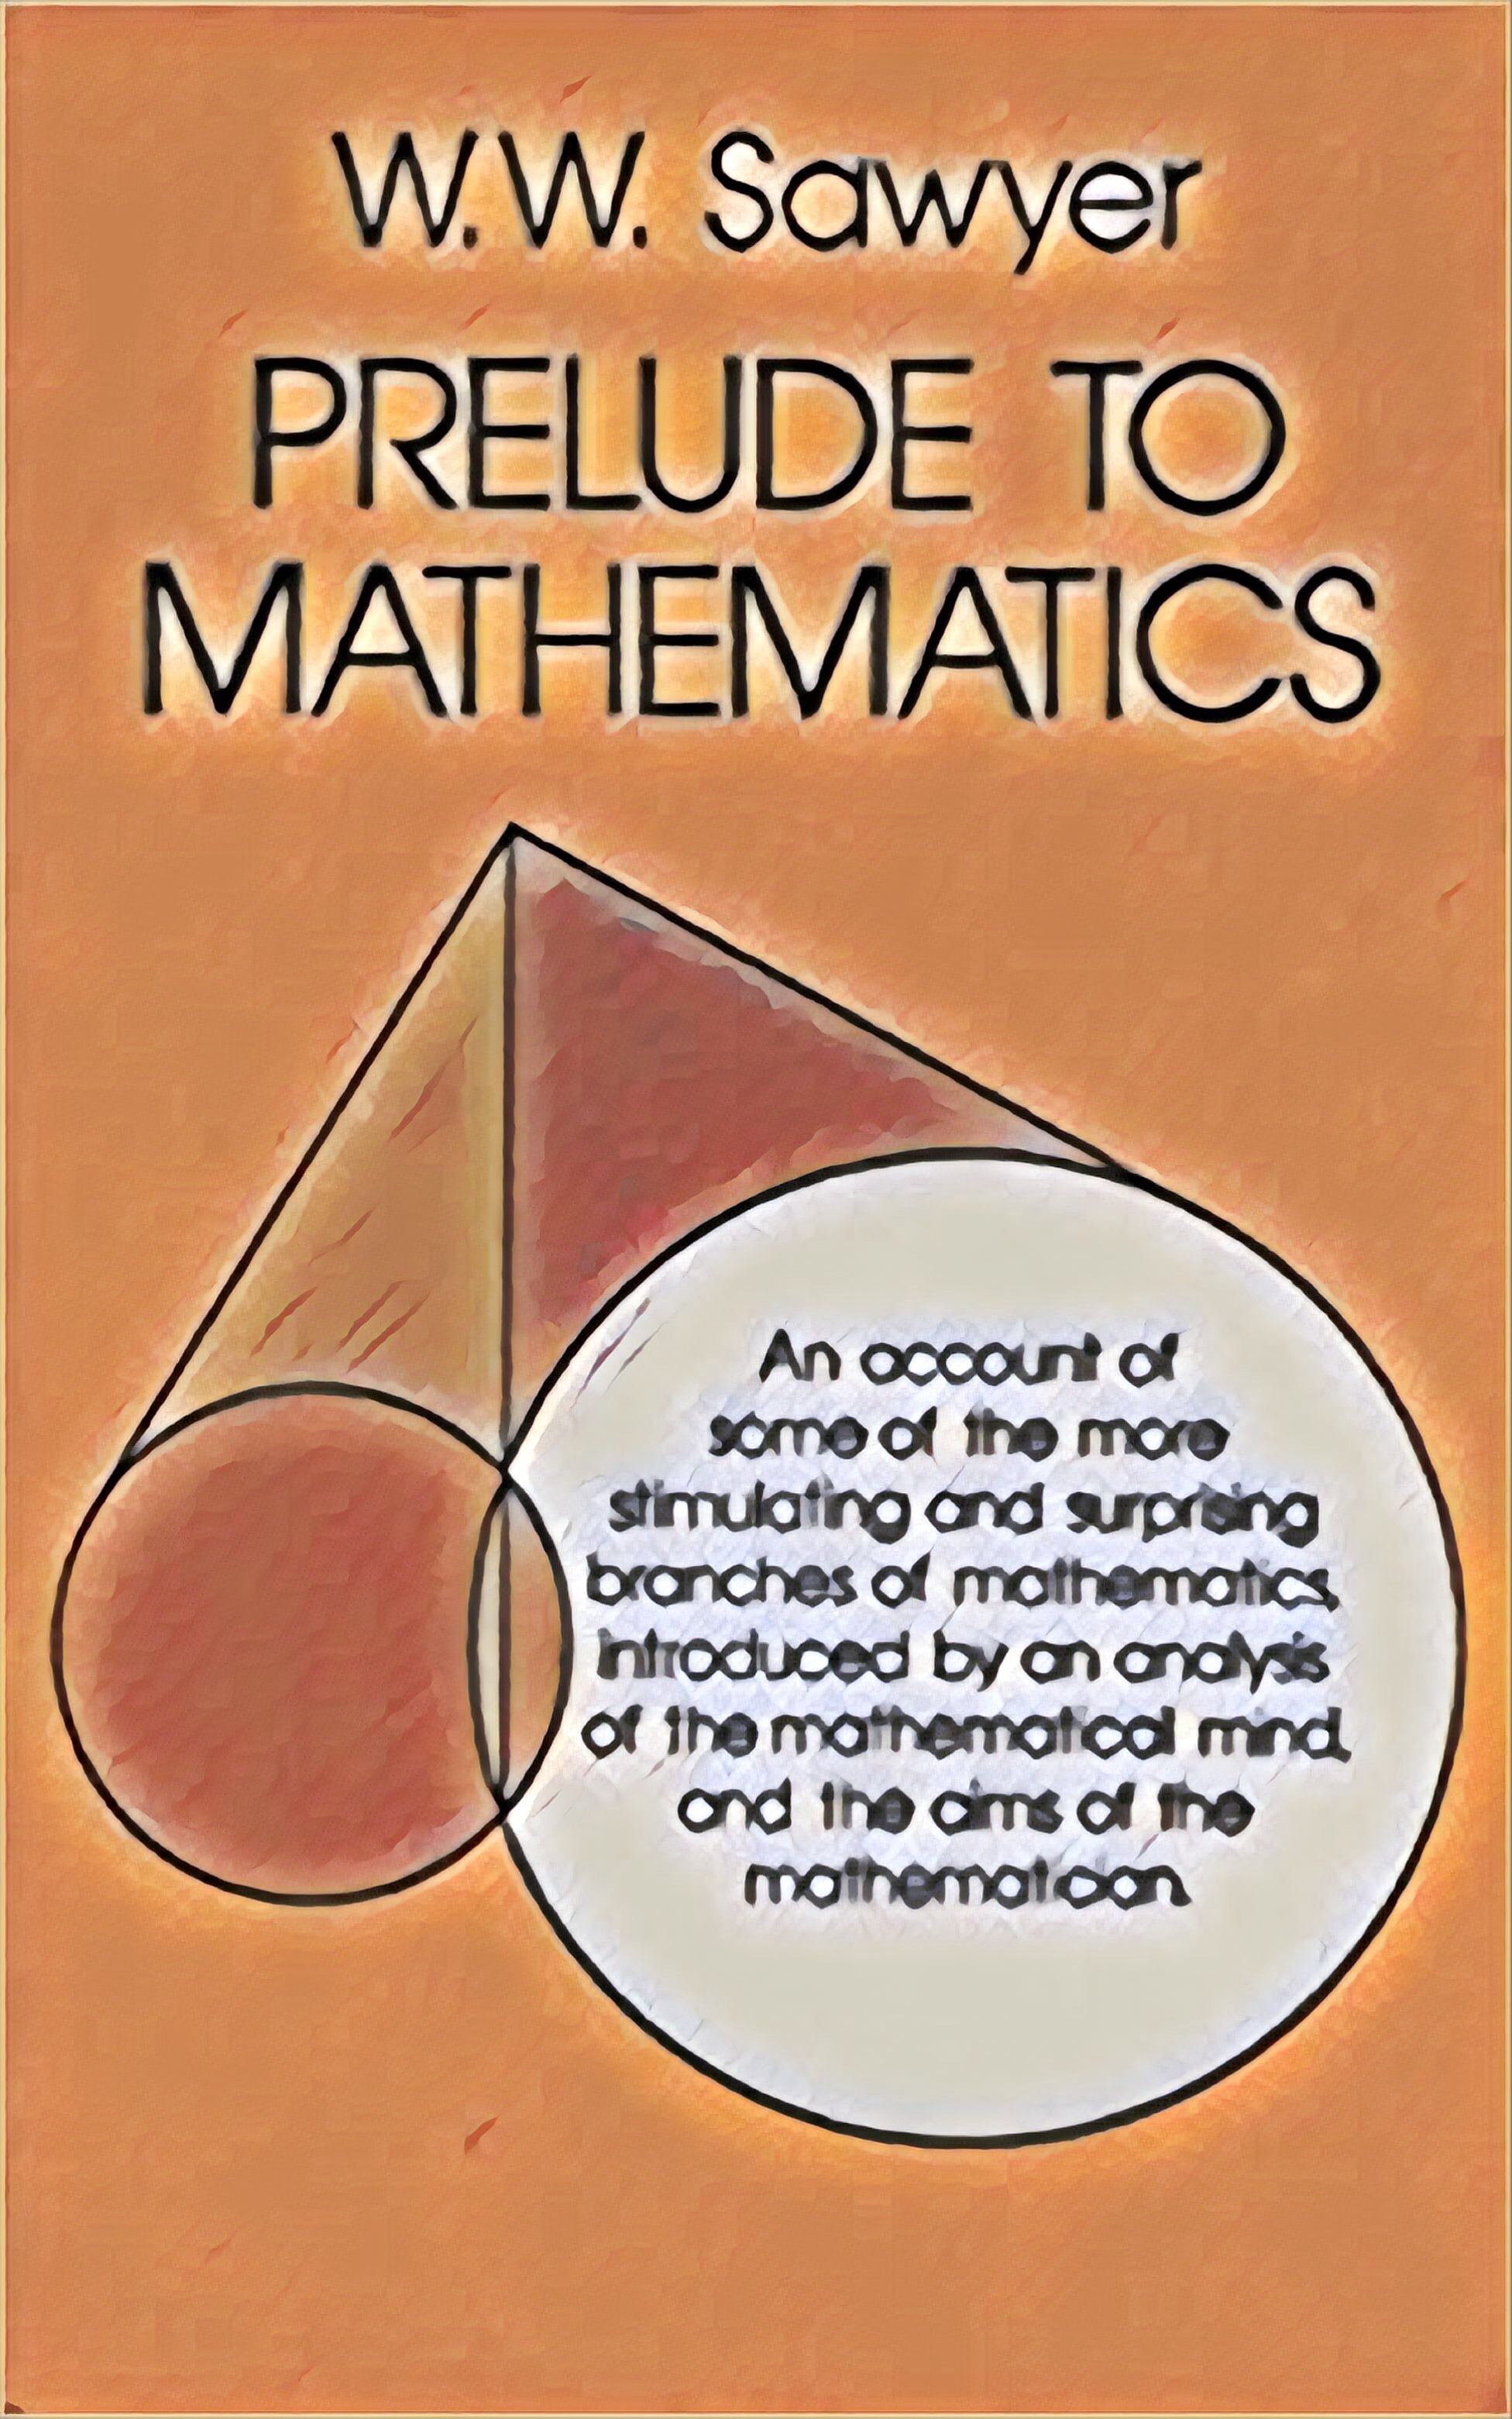 W.W. Sawyer
PRELUDE TO
MATHEMATICS
An account of
some of the more
stimulating and surprising
branches of mathematics,
introduced by an analysis
of the mathematical mind,
and the aims of the
mathematician.